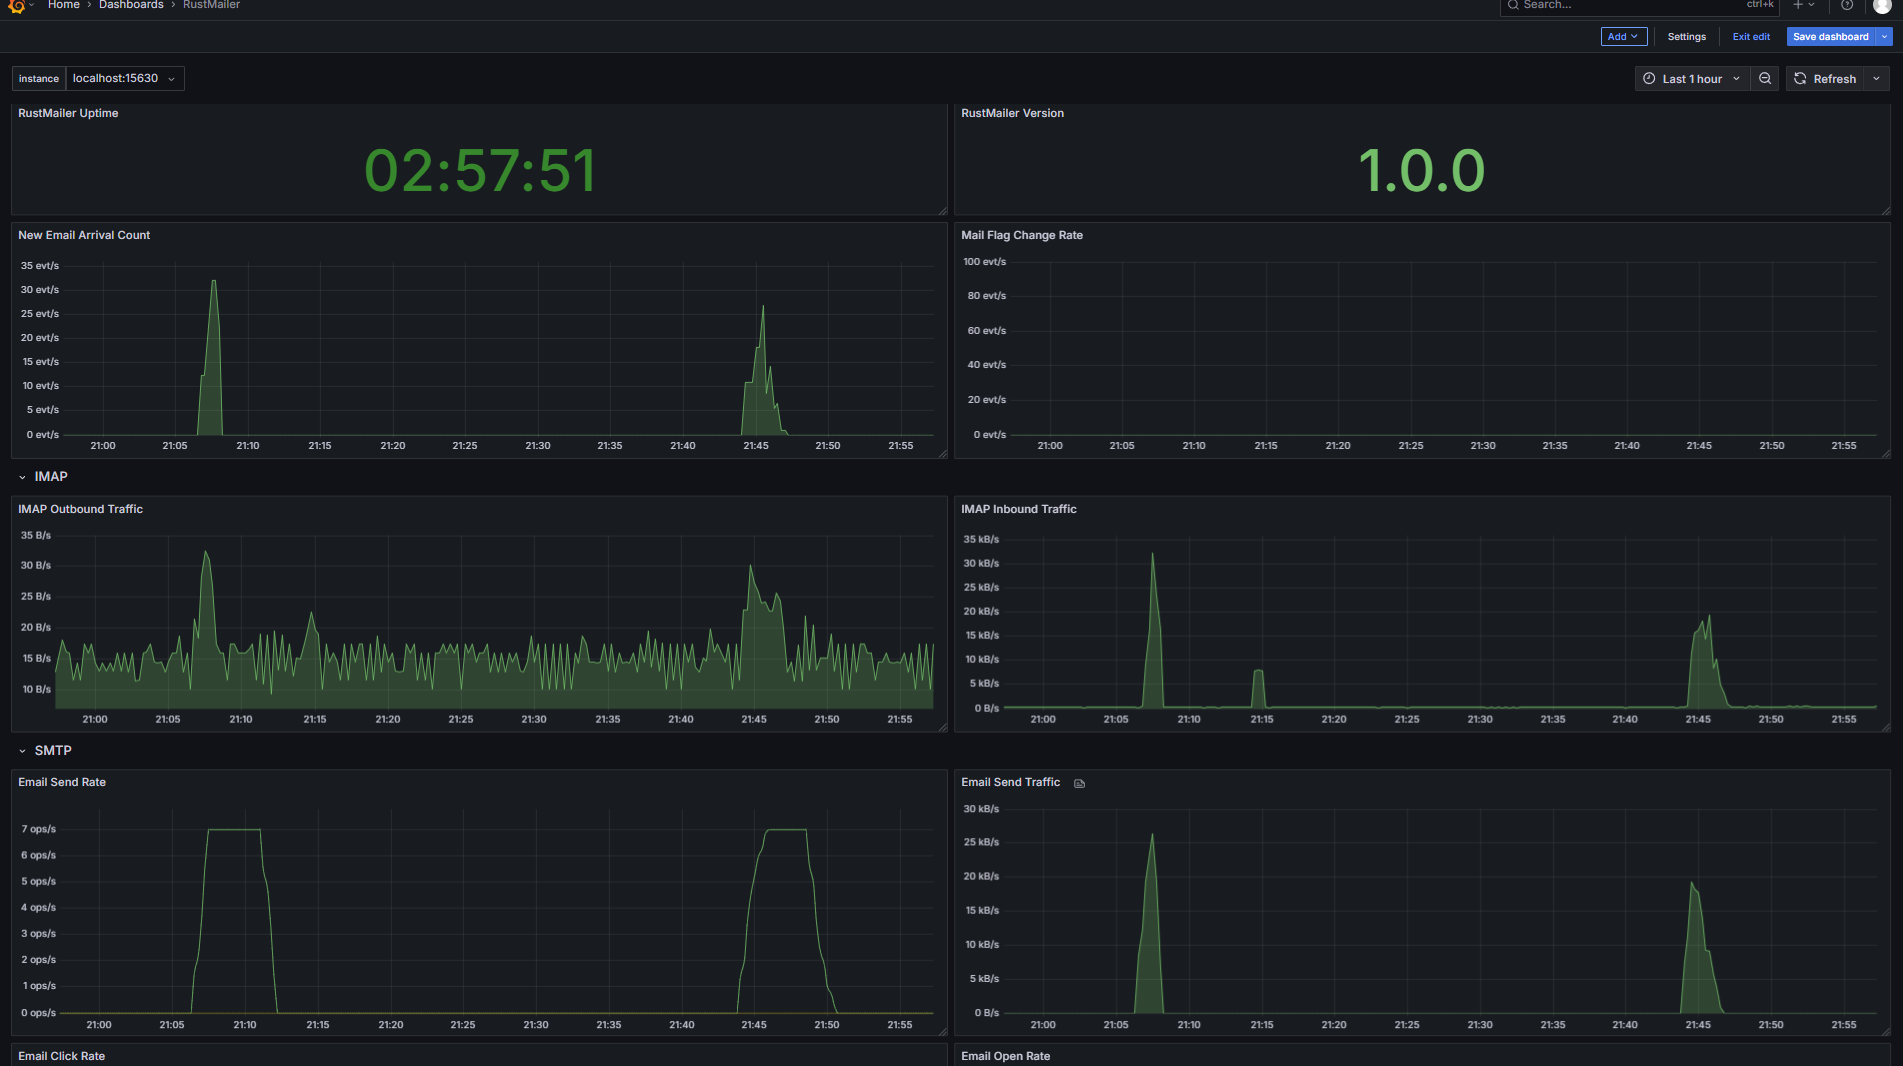 Home › Dashboards › RustMailer
Search... ctrl+k
Add Settings Exit edit Save dashboard
instance localhost:15630
Last 1 hour Refresh
RustMailer Uptime
02:57:51
RustMailer Version
1.0.0
New Email Arrival Count
35 evt/s
30 evt/s
25 evt/s
20 evt/s
15 evt/s
10 evt/s
5 evt/s
0 evt/s
21:00 21:05 21:10 21:15 21:20 21:25 21:30 21:35 21:40 21:45 21:50 21:55
Mail Flag Change Rate
100 evt/s
80 evt/s
60 evt/s
40 evt/s
20 evt/s
0 evt/s
21:00 21:05 21:10 21:15 21:20 21:25 21:30 21:35 21:40 21:45 21:50 21:55
IMAP
IMAP Outbound Traffic
35 B/s
30 B/s
25 B/s
20 B/s
15 B/s
10 B/s
21:00 21:05 21:10 21:15 21:20 21:25 21:30 21:35 21:40 21:45 21:50 21:55
IMAP Inbound Traffic
35 kB/s
30 kB/s
25 kB/s
20 kB/s
15 kB/s
10 kB/s
5 kB/s
0 B/s
21:00 21:05 21:10 21:15 21:20 21:25 21:30 21:35 21:40 21:45 21:50 21:55
SMTP
Email Send Rate
7 ops/s
6 ops/s
5 ops/s
4 ops/s
3 ops/s
2 ops/s
1 ops/s
0 ops/s
21:00 21:05 21:10 21:15 21:20 21:25 21:30 21:35 21:40 21:45 21:50 21:55
Email Send Traffic
30 kB/s
25 kB/s
20 kB/s
15 kB/s
10 kB/s
5 kB/s
0 B/s
21:00 21:05 21:10 21:15 21:20 21:25 21:30 21:35 21:40 21:45 21:50 21:55
Email Click Rate
Email Open Rate